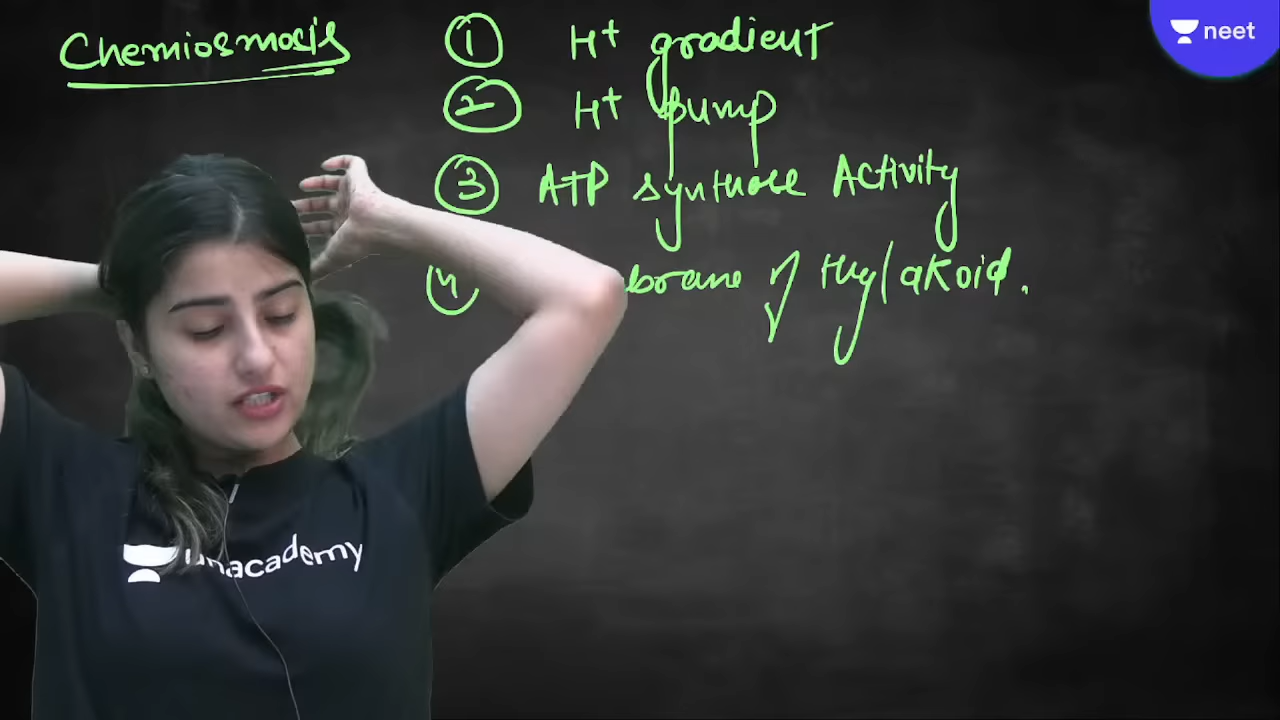 Chemiosmosis
① H⁺ gradient
② H⁺ pump
③ ATP synthase Activity
④ brane of thylakoid.
neet
unacademy